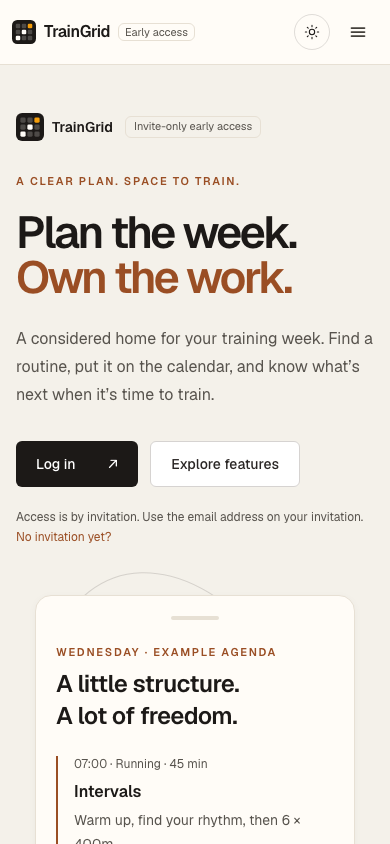 TrainGrid Early access
TrainGrid Invite-only early access
A CLEAR PLAN. SPACE TO TRAIN.
Plan the week.
Own the work.
A considered home for your training week. Find a
routine, put it on the calendar, and know what's
next when it's time to train.
Log in ↗ Explore features
Access is by invitation. Use the email address on your invitation.
No invitation yet?
WEDNESDAY · EXAMPLE AGENDA
A little structure.
A lot of freedom.
07:00 · Running · 45 min
Intervals
Warm up, find your rhythm, then 6 ×
400m